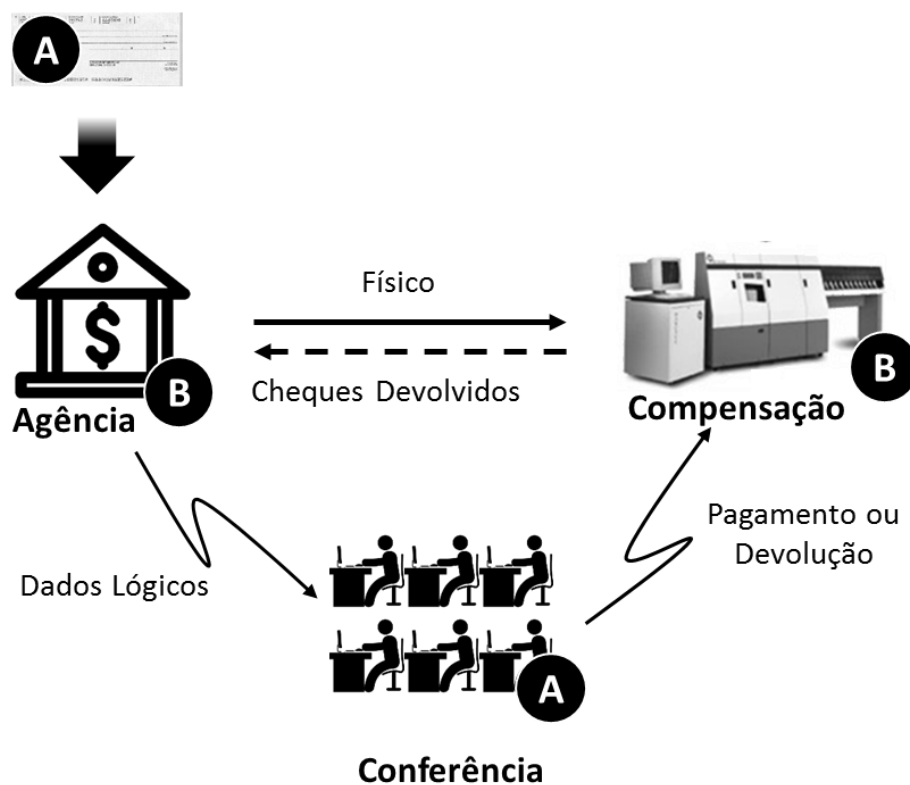 A
Físico
Cheques Devolvidos
$
B
Agência
B
Compensação
Dados Lógicos
Pagamento ou
Devolução
A
Conferência